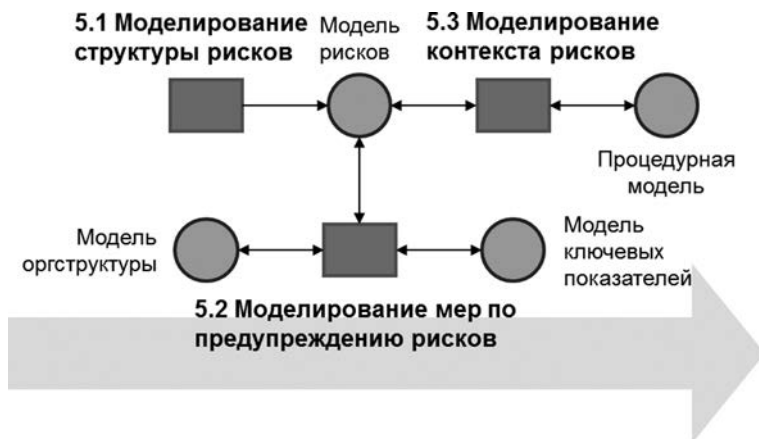 5.1 Моделирование
структуры рисков
Модель
рисков
5.3 Моделирование
контекста рисков
Процедурная
модель
Модель
оргструктуры
Модель
ключевых
показателей
5.2 Моделирование мер по
предупреждению рисков